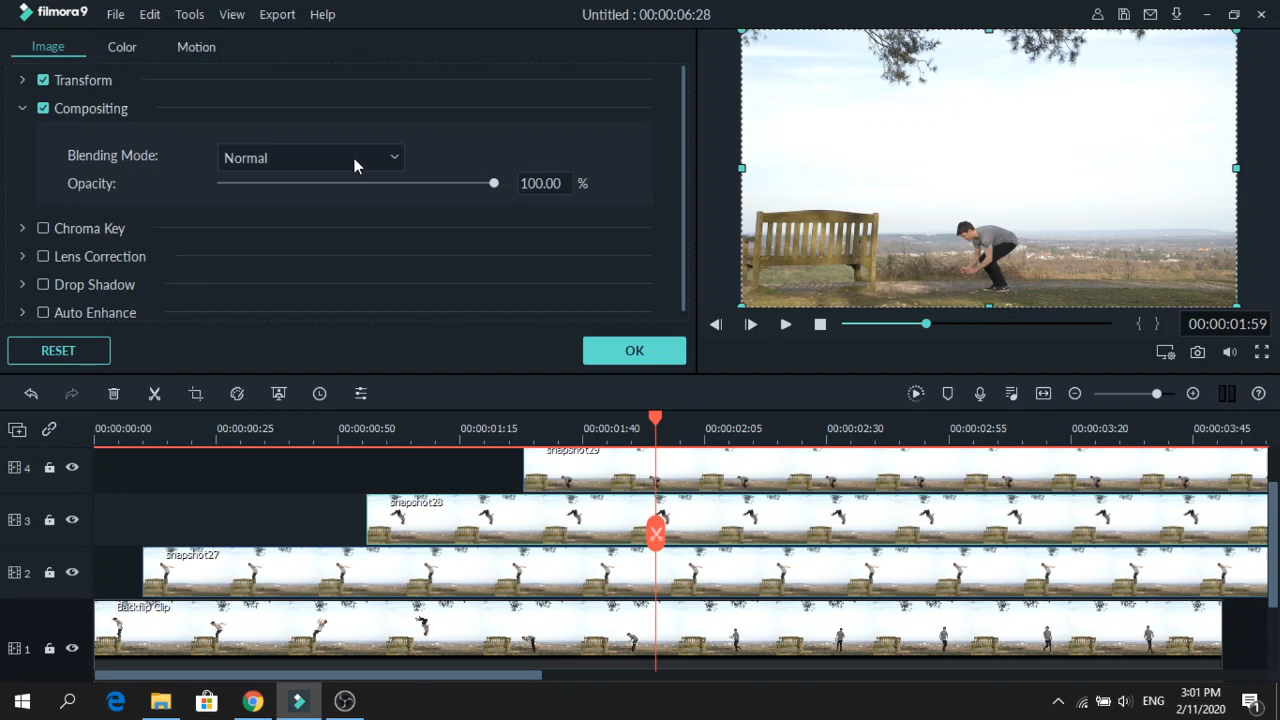 filmora9 File Edit Tools View Export Help Untitled : 00:00:06:28
Image Color Motion
Transform
Compositing
Blending Mode: Normal
Opacity: 100.00 %
Chroma Key
Lens Correction
Drop Shadow
Auto Enhance
RESET OK
{ } 00:00:01:59
00:00:00:00 00:00:00:25 00:00:00:50 00:00:01:15 00:00:01:40 00:00:02:05 00:00:02:30 00:00:02:55 00:00:03:20 00:00:03:45
4 snapshot29
3 snapshot28
2 snapshot27
1 Backflip Clip
ENG 3:01 PM
2/11/2020
1